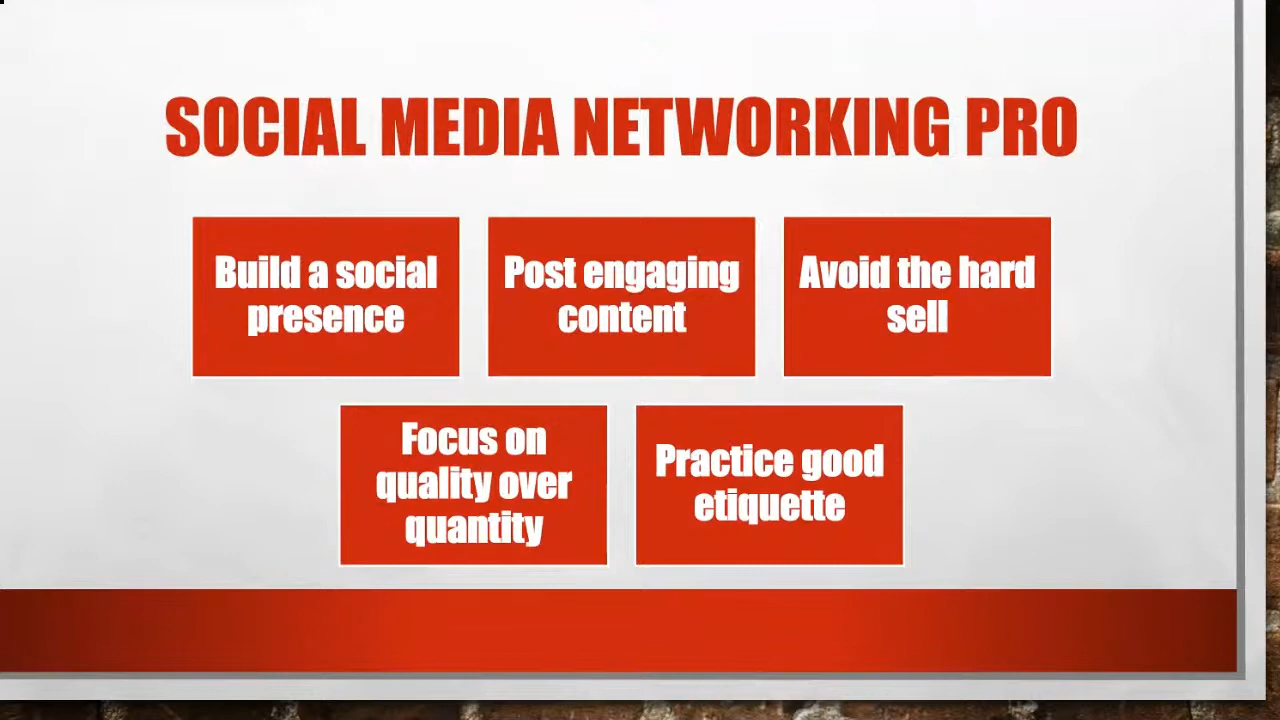 SOCIAL MEDIA NETWORKING PRO
Build a social
presence
Post engaging
content
Avoid the hard
sell
Focus on
quality over
quantity
Practice good
etiquette